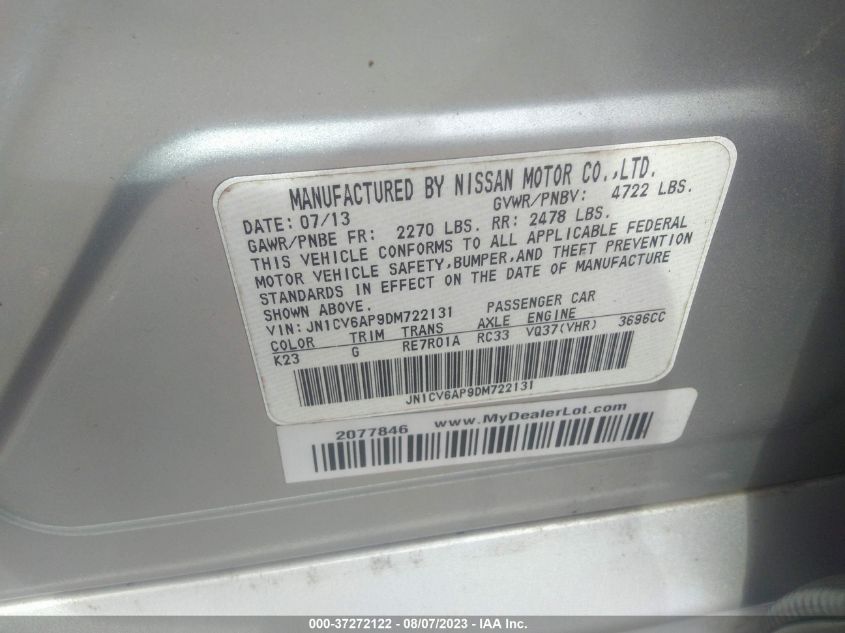 MANUFACTURED BY NISSAN MOTOR CO.,LTD.
DATE: 07/13 GVWR/PNBV: 4722 LBS.
GAWR/PNBE FR: 2270 LBS. RR: 2478 LBS.
THIS VEHICLE CONFORMS TO ALL APPLICABLE FEDERAL
MOTOR VEHICLE SAFETY,BUMPER,AND THEFT PREVENTION
STANDARDS IN EFFECT ON THE DATE OF MANUFACTURE
SHOWN ABOVE.
VIN: JN1CV6AP9DM722131 PASSENGER CAR
COLOR TRIM TRANS AXLE ENGINE
K23 G RE7R01A RC33 VQ37(VHR) 3696CC
JN1CV6AP9DM722131
2077846 www.MyDealerLot.com
000-37272122 - 08/07/2023 - IAA Inc.